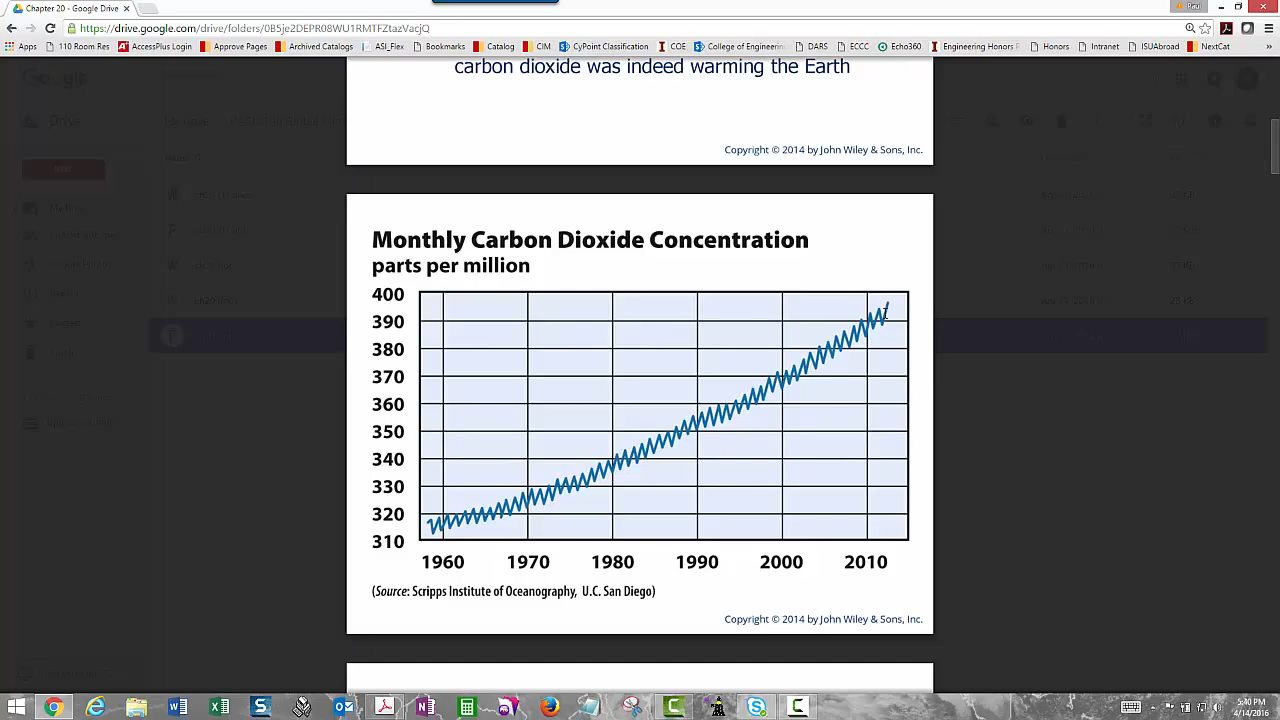 Chapter 20 - Google Drive
Paul
https://drive.google.com/drive/folders/0B5je2DEPR08WU1RMTFZtazVacjQ
Apps 110 Room Res AccessPlus Login Approve Pages Archived Catalogs ASI_Flex Bookmarks Catalog CIM CyPoint Classification COE College of Engineering DMS ECCC Echo360 Engineering Honors Honors Intranet ISUAbroad NextCat
Google
Drive
carbon dioxide was indeed warming the Earth
Copyright © 2014 by John Wiley & Sons, Inc.
Monthly Carbon Dioxide Concentration
parts per million
400
390
380
370
360
350
340
330
320
310
1960 1970 1980 1990 2000 2010
(Source: Scripps Institute of Oceanography, U.C. San Diego)
Copyright © 2014 by John Wiley & Sons, Inc.
5:40 PM
4/14/2016